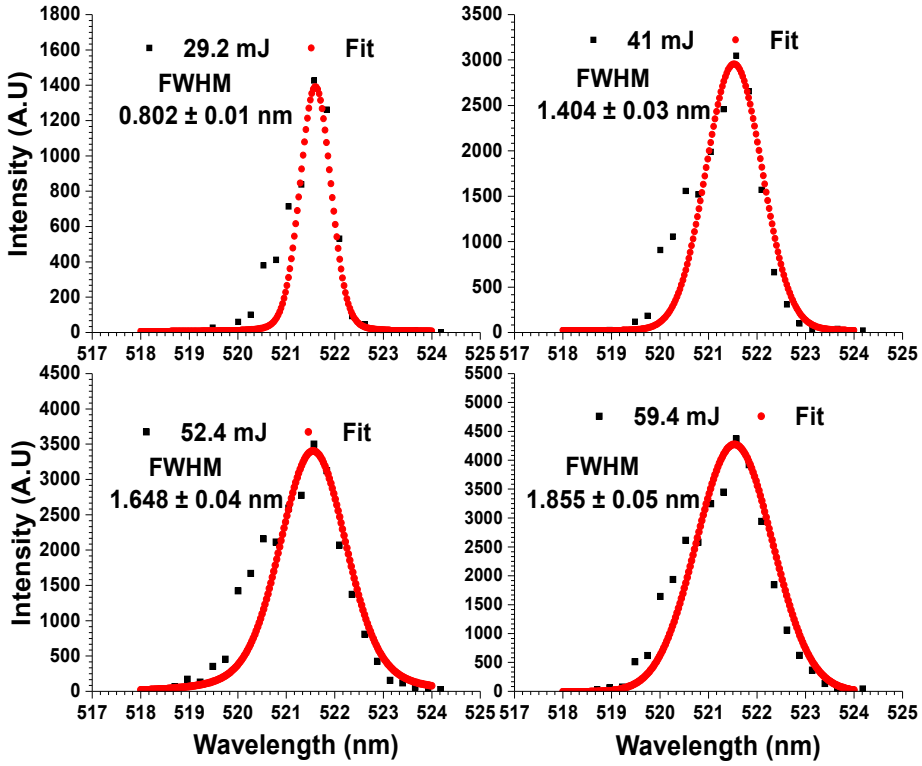 29.2 mJ Fit
FWHM
0.802 ± 0.01 nm
Intensity (A.U)
1800
1600
1400
1200
1000
800
600
400
200
0
517 518 519 520 521 522 523 524 525
41 mJ Fit
FWHM
1.404 ± 0.03 nm
3500
3000
2500
2000
1500
1000
500
0
517 518 519 520 521 522 523 524 525
52.4 mJ Fit
FWHM
1.648 ± 0.04 nm
Intensity (A.U)
4500
4000
3500
3000
2500
2000
1500
1000
500
0
517 518 519 520 521 522 523 524 525
Wavelength (nm)
59.4 mJ Fit
FWHM
1.855 ± 0.05 nm
5500
5000
4500
4000
3500
3000
2500
2000
1500
1000
500
0
517 518 519 520 521 522 523 524 525
Wavelength (nm)